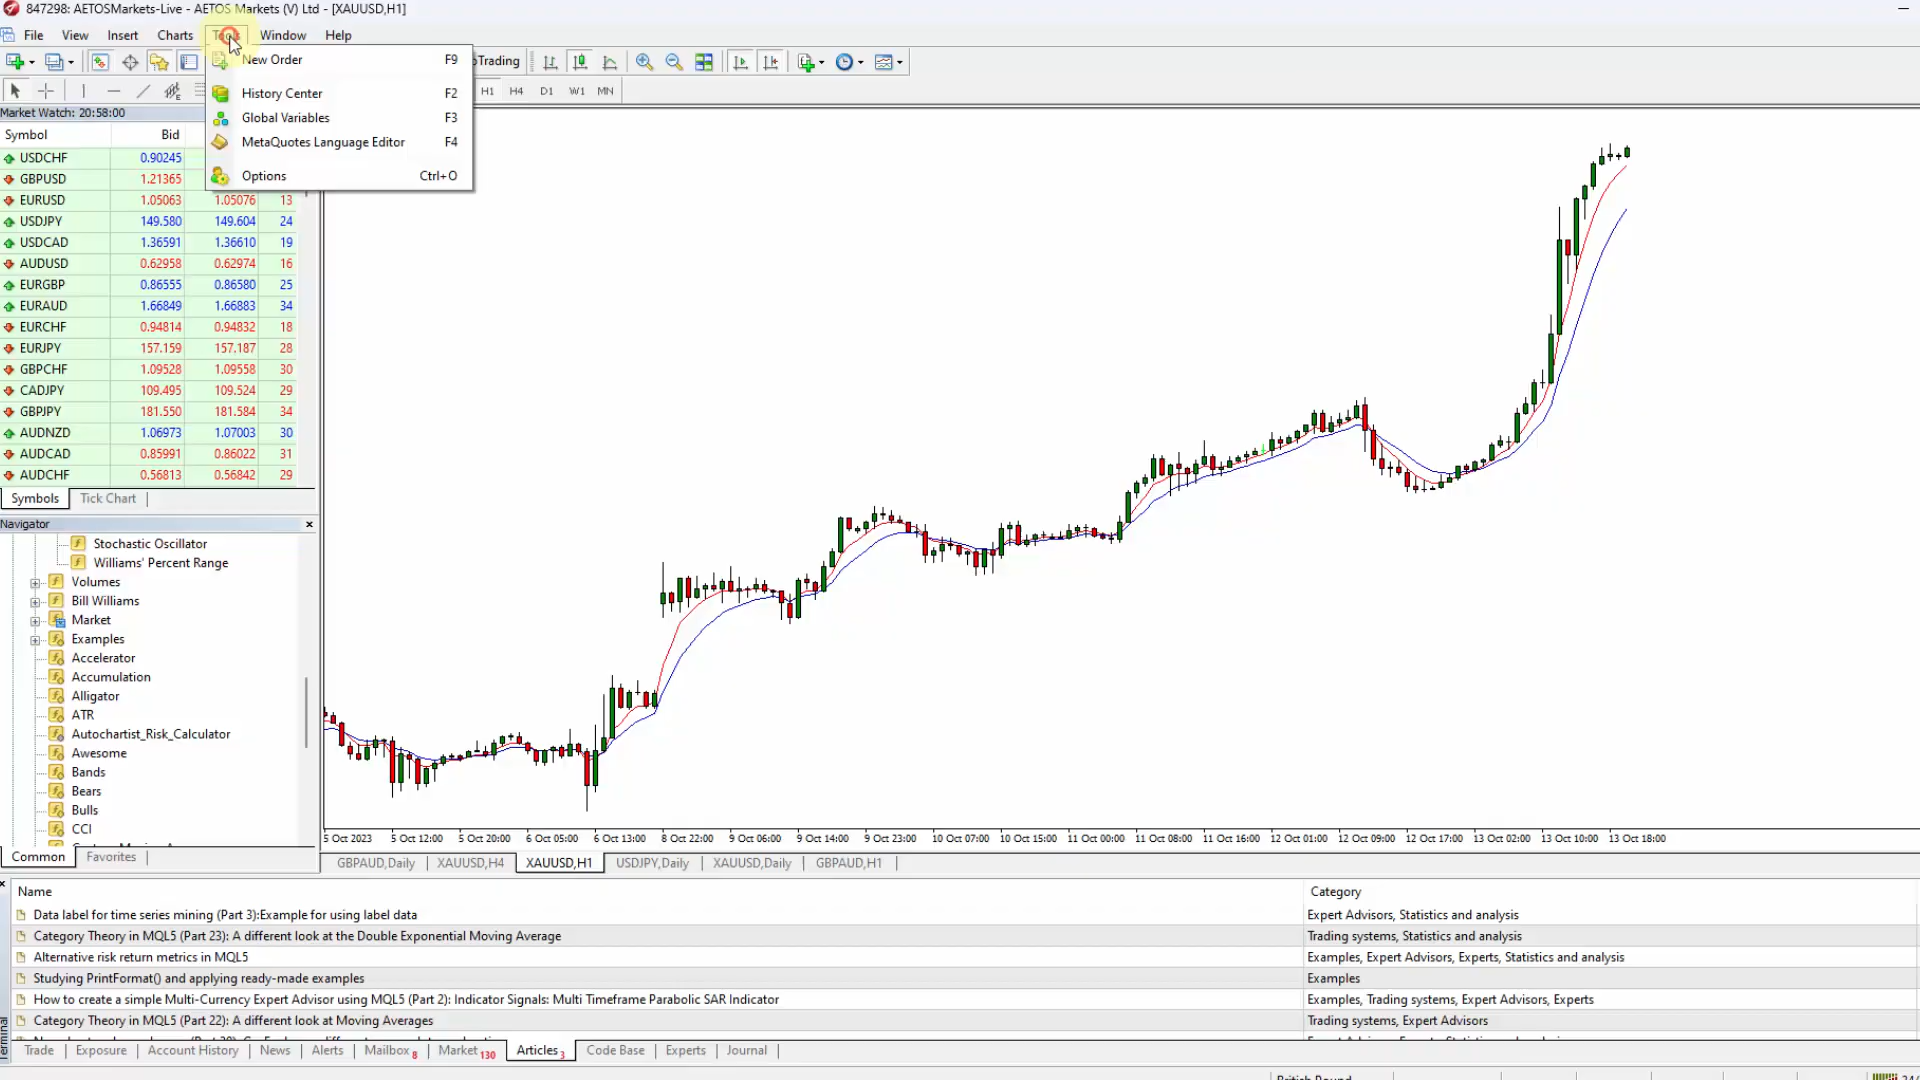 847298: AETOSMarkets-Live - AETOS Markets (V) Ltd - [XAUUSD,H1]
File View Insert Charts Tools Window Help
New Order F9
History Center F2
Global Variables F3
MetaQuotes Language Editor F4
Options Ctrl+O
Trading
H1 H4 D1 W1 MN
Market Watch: 20:58:00
Symbol Bid
USDCHF 0.90245
GBPUSD 1.21365
EURUSD 1.05063 1.05076 13
USDJPY 149.580 149.604 24
USDCAD 1.36591 1.36610 19
AUDUSD 0.62958 0.62974 16
EURGBP 0.86555 0.86580 25
EURAUD 1.66849 1.66883 34
EURCHF 0.94814 0.94832 18
EURJPY 157.159 157.187 28
GBPCHF 1.09528 1.09558 30
CADJPY 109.495 109.524 29
GBPJPY 181.550 181.584 34
AUDNZD 1.06973 1.07003 30
AUDCAD 0.85991 0.86022 31
AUDCHF 0.56813 0.56842 29
Symbols Tick Chart
Navigator
Stochastic Oscillator
Williams' Percent Range
Volumes
Bill Williams
Market
Examples
Accelerator
Accumulation
Alligator
ATR
Autochartist_Risk_Calculator
Awesome
Bands
Bears
Bulls
CCI
Common Favorites
5 Oct 2023 5 Oct 12:00 5 Oct 20:00 6 Oct 05:00 6 Oct 13:00 8 Oct 22:00 9 Oct 06:00 9 Oct 14:00 9 Oct 23:00 10 Oct 07:00 10 Oct 15:00 11 Oct 00:00 11 Oct 08:00 11 Oct 16:00 12 Oct 01:00 12 Oct 09:00 12 Oct 17:00 13 Oct 02:00 13 Oct 10:00 13 Oct 18:00
GBPAUD,Daily XAUUSD,H4 XAUUSD,H1 USDJPY,Daily XAUUSD,Daily GBPAUD,H1
Name Category
Data label for time series mining (Part 3):Example for using label data Expert Advisors, Statistics and analysis
Category Theory in MQL5 (Part 23): A different look at the Double Exponential Moving Average Trading systems, Statistics and analysis
Alternative risk return metrics in MQL5 Examples, Expert Advisors, Experts, Statistics and analysis
Studying PrintFormat() and applying ready-made examples Examples
How to create a simple Multi-Currency Expert Advisor using MQL5 (Part 2): Indicator Signals: Multi Timeframe Parabolic SAR Indicator Examples, Trading systems, Expert Advisors, Experts
Category Theory in MQL5 (Part 22): A different look at Moving Averages Trading systems, Expert Advisors
Terminal
Trade Exposure Account History News Alerts Mailbox 8 Market 130 Articles 3 Code Base Experts Journal